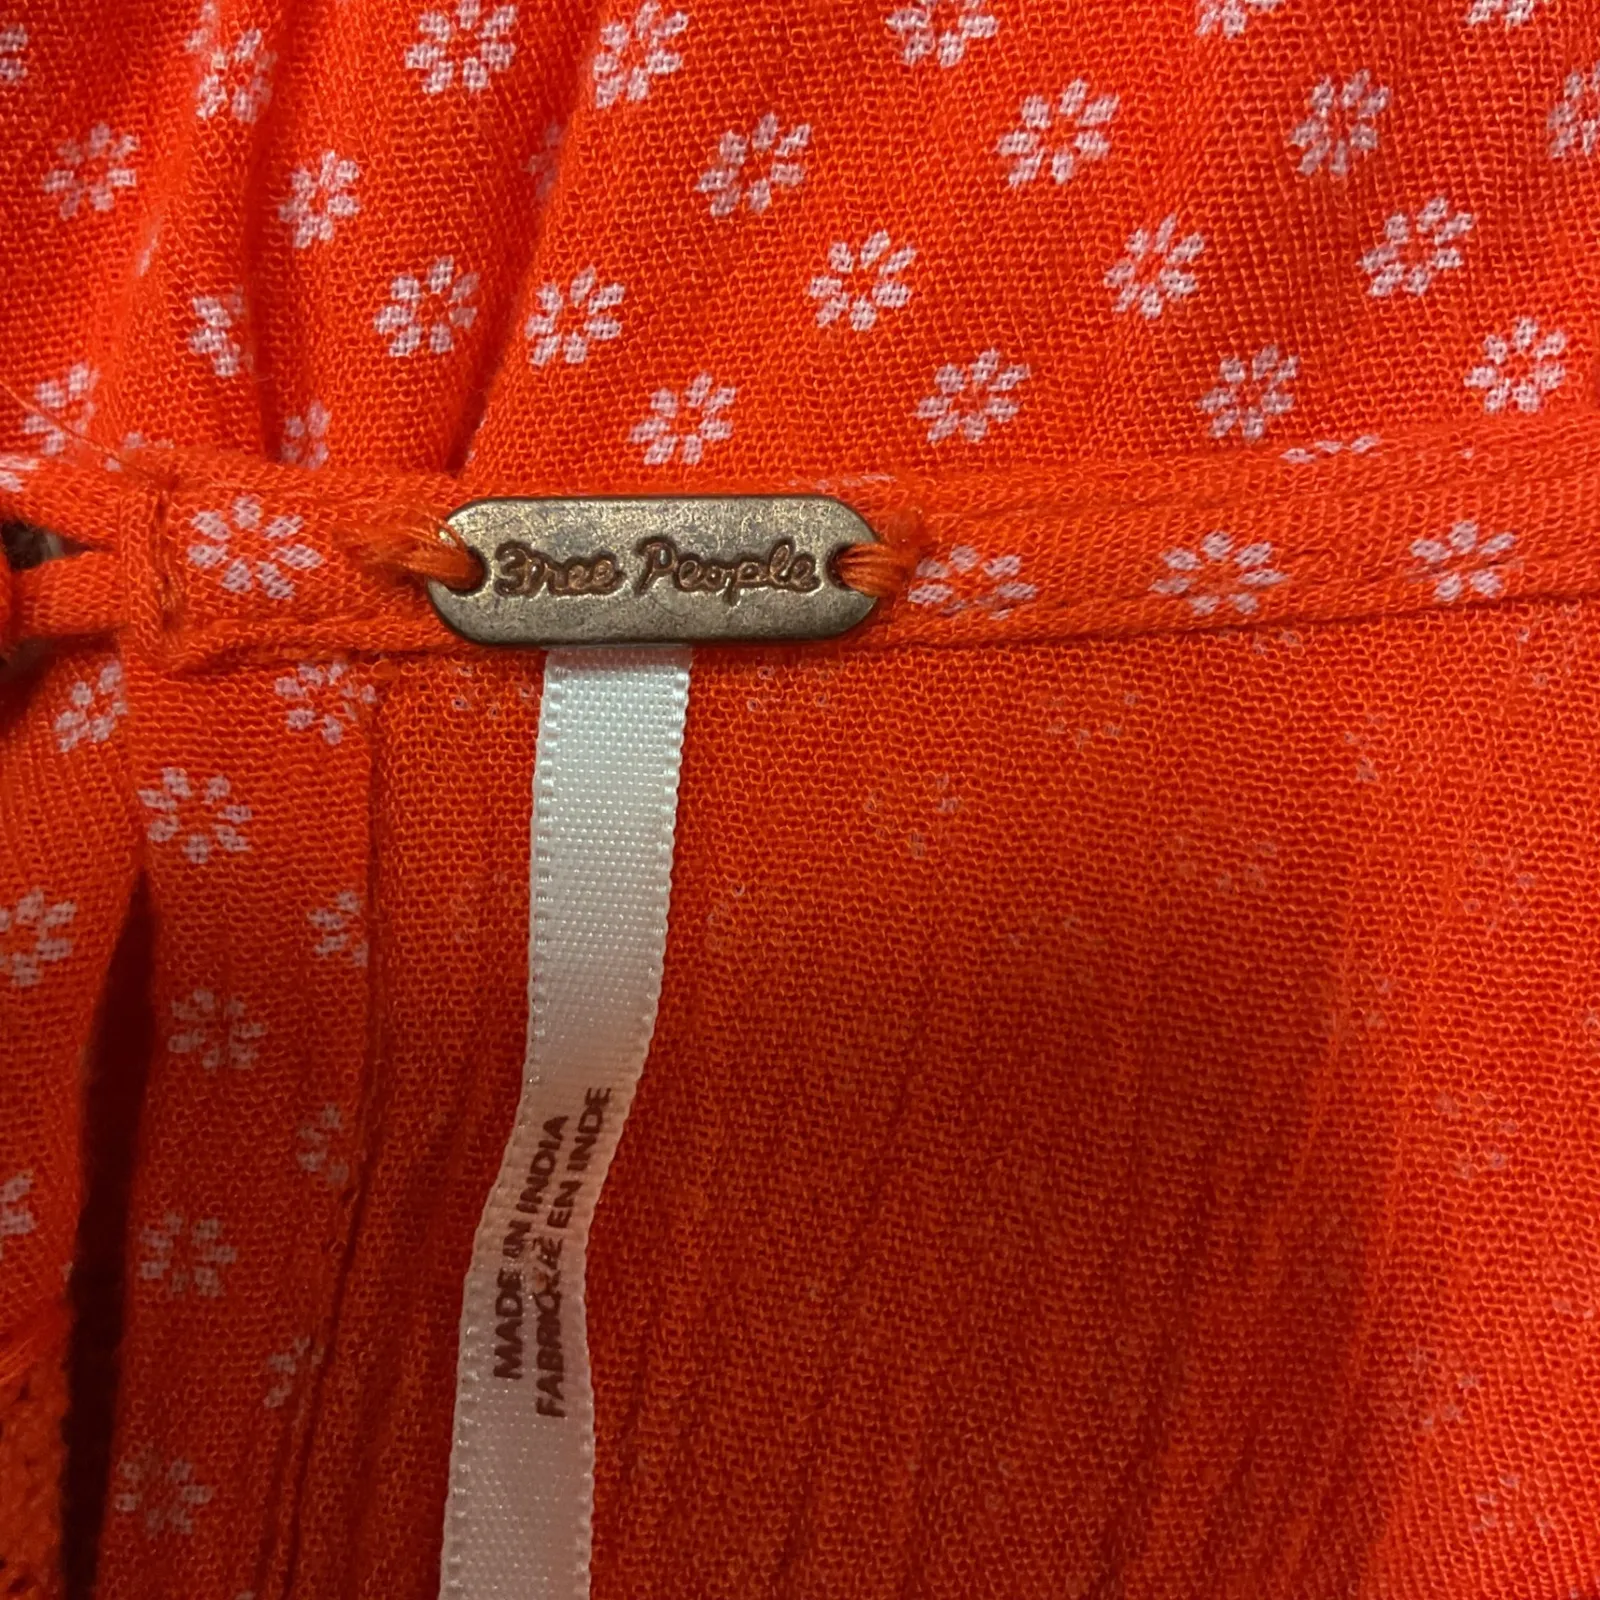 Free People
MADE IN INDIA
FABRIQUÉ EN INDE